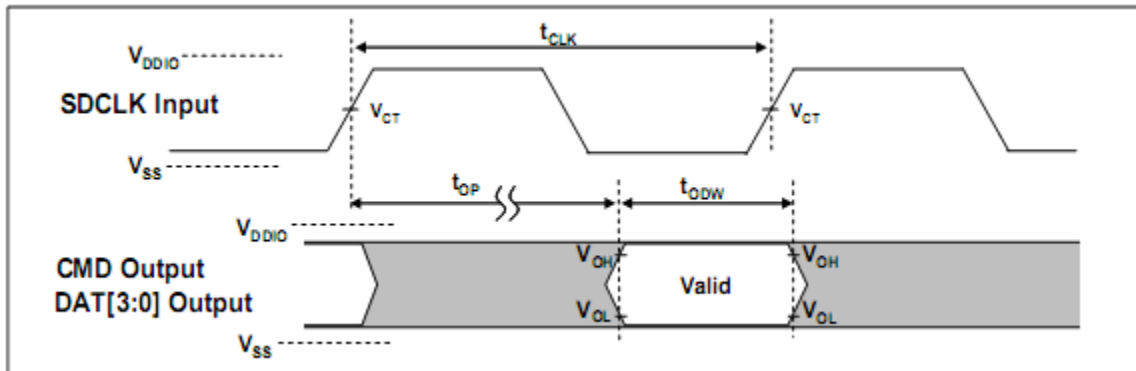 t_CLK
V_DDIO
SDCLK Input
V_CT
V_CT
V_SS
t_OP
t_ODW
V_DDIO
V_OH
V_OH
CMD Output
Valid
DAT[3:0] Output
V_OL
V_OL
V_SS